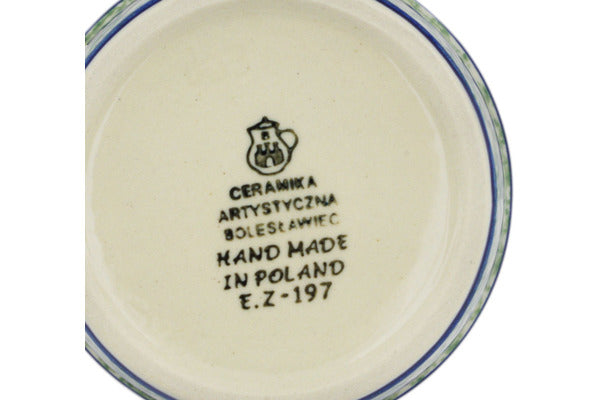 CERAMIKA
ARTYSTYCZNA
BOLESŁAWIEC
HAND MADE
IN POLAND
E.Z-197